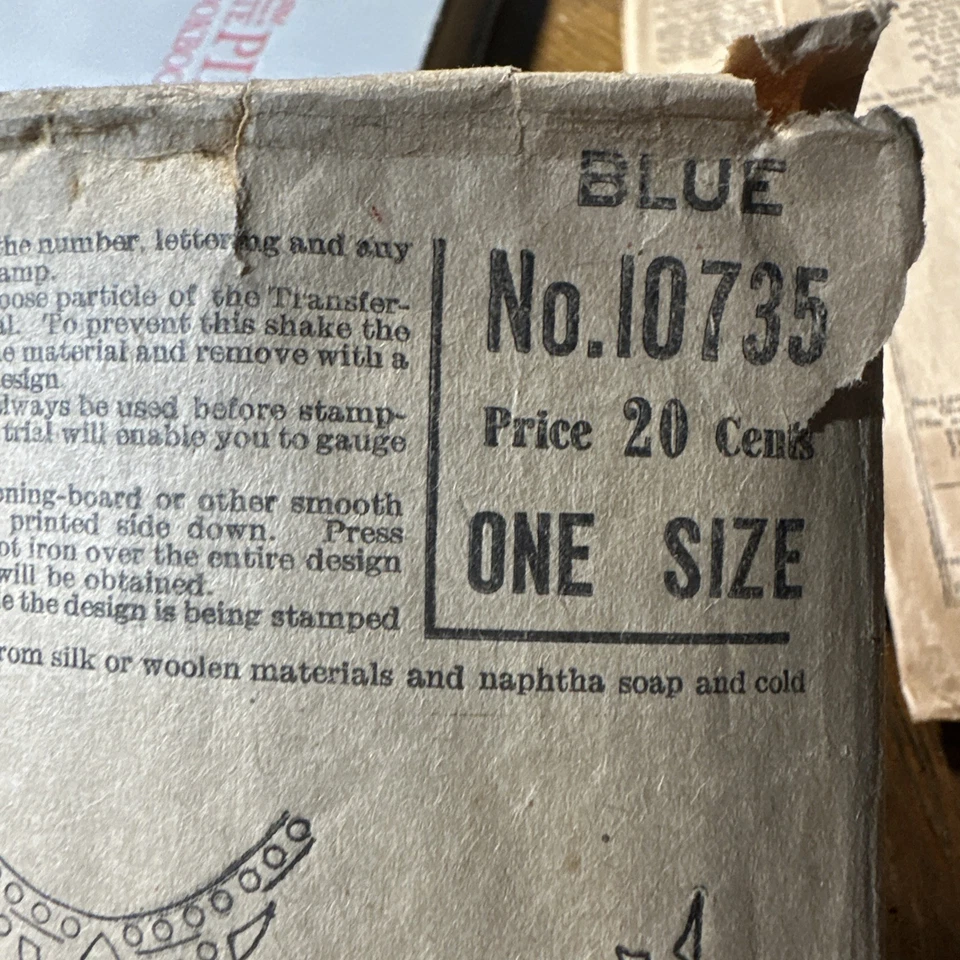 BLUE
No. 10735
Price 20 Cents
ONE SIZE
the number, lettering and any
amp.
oose particle of the Transfer-
al. To prevent this shake the
e material and remove with a
esign
lways be used before stamp-
trial will enable you to gauge
ning-board or other smooth
printed side down. Press
ot iron over the entire design
will be obtained.
e the design is being stamped
rom silk or woolen materials and naphtha soap and cold